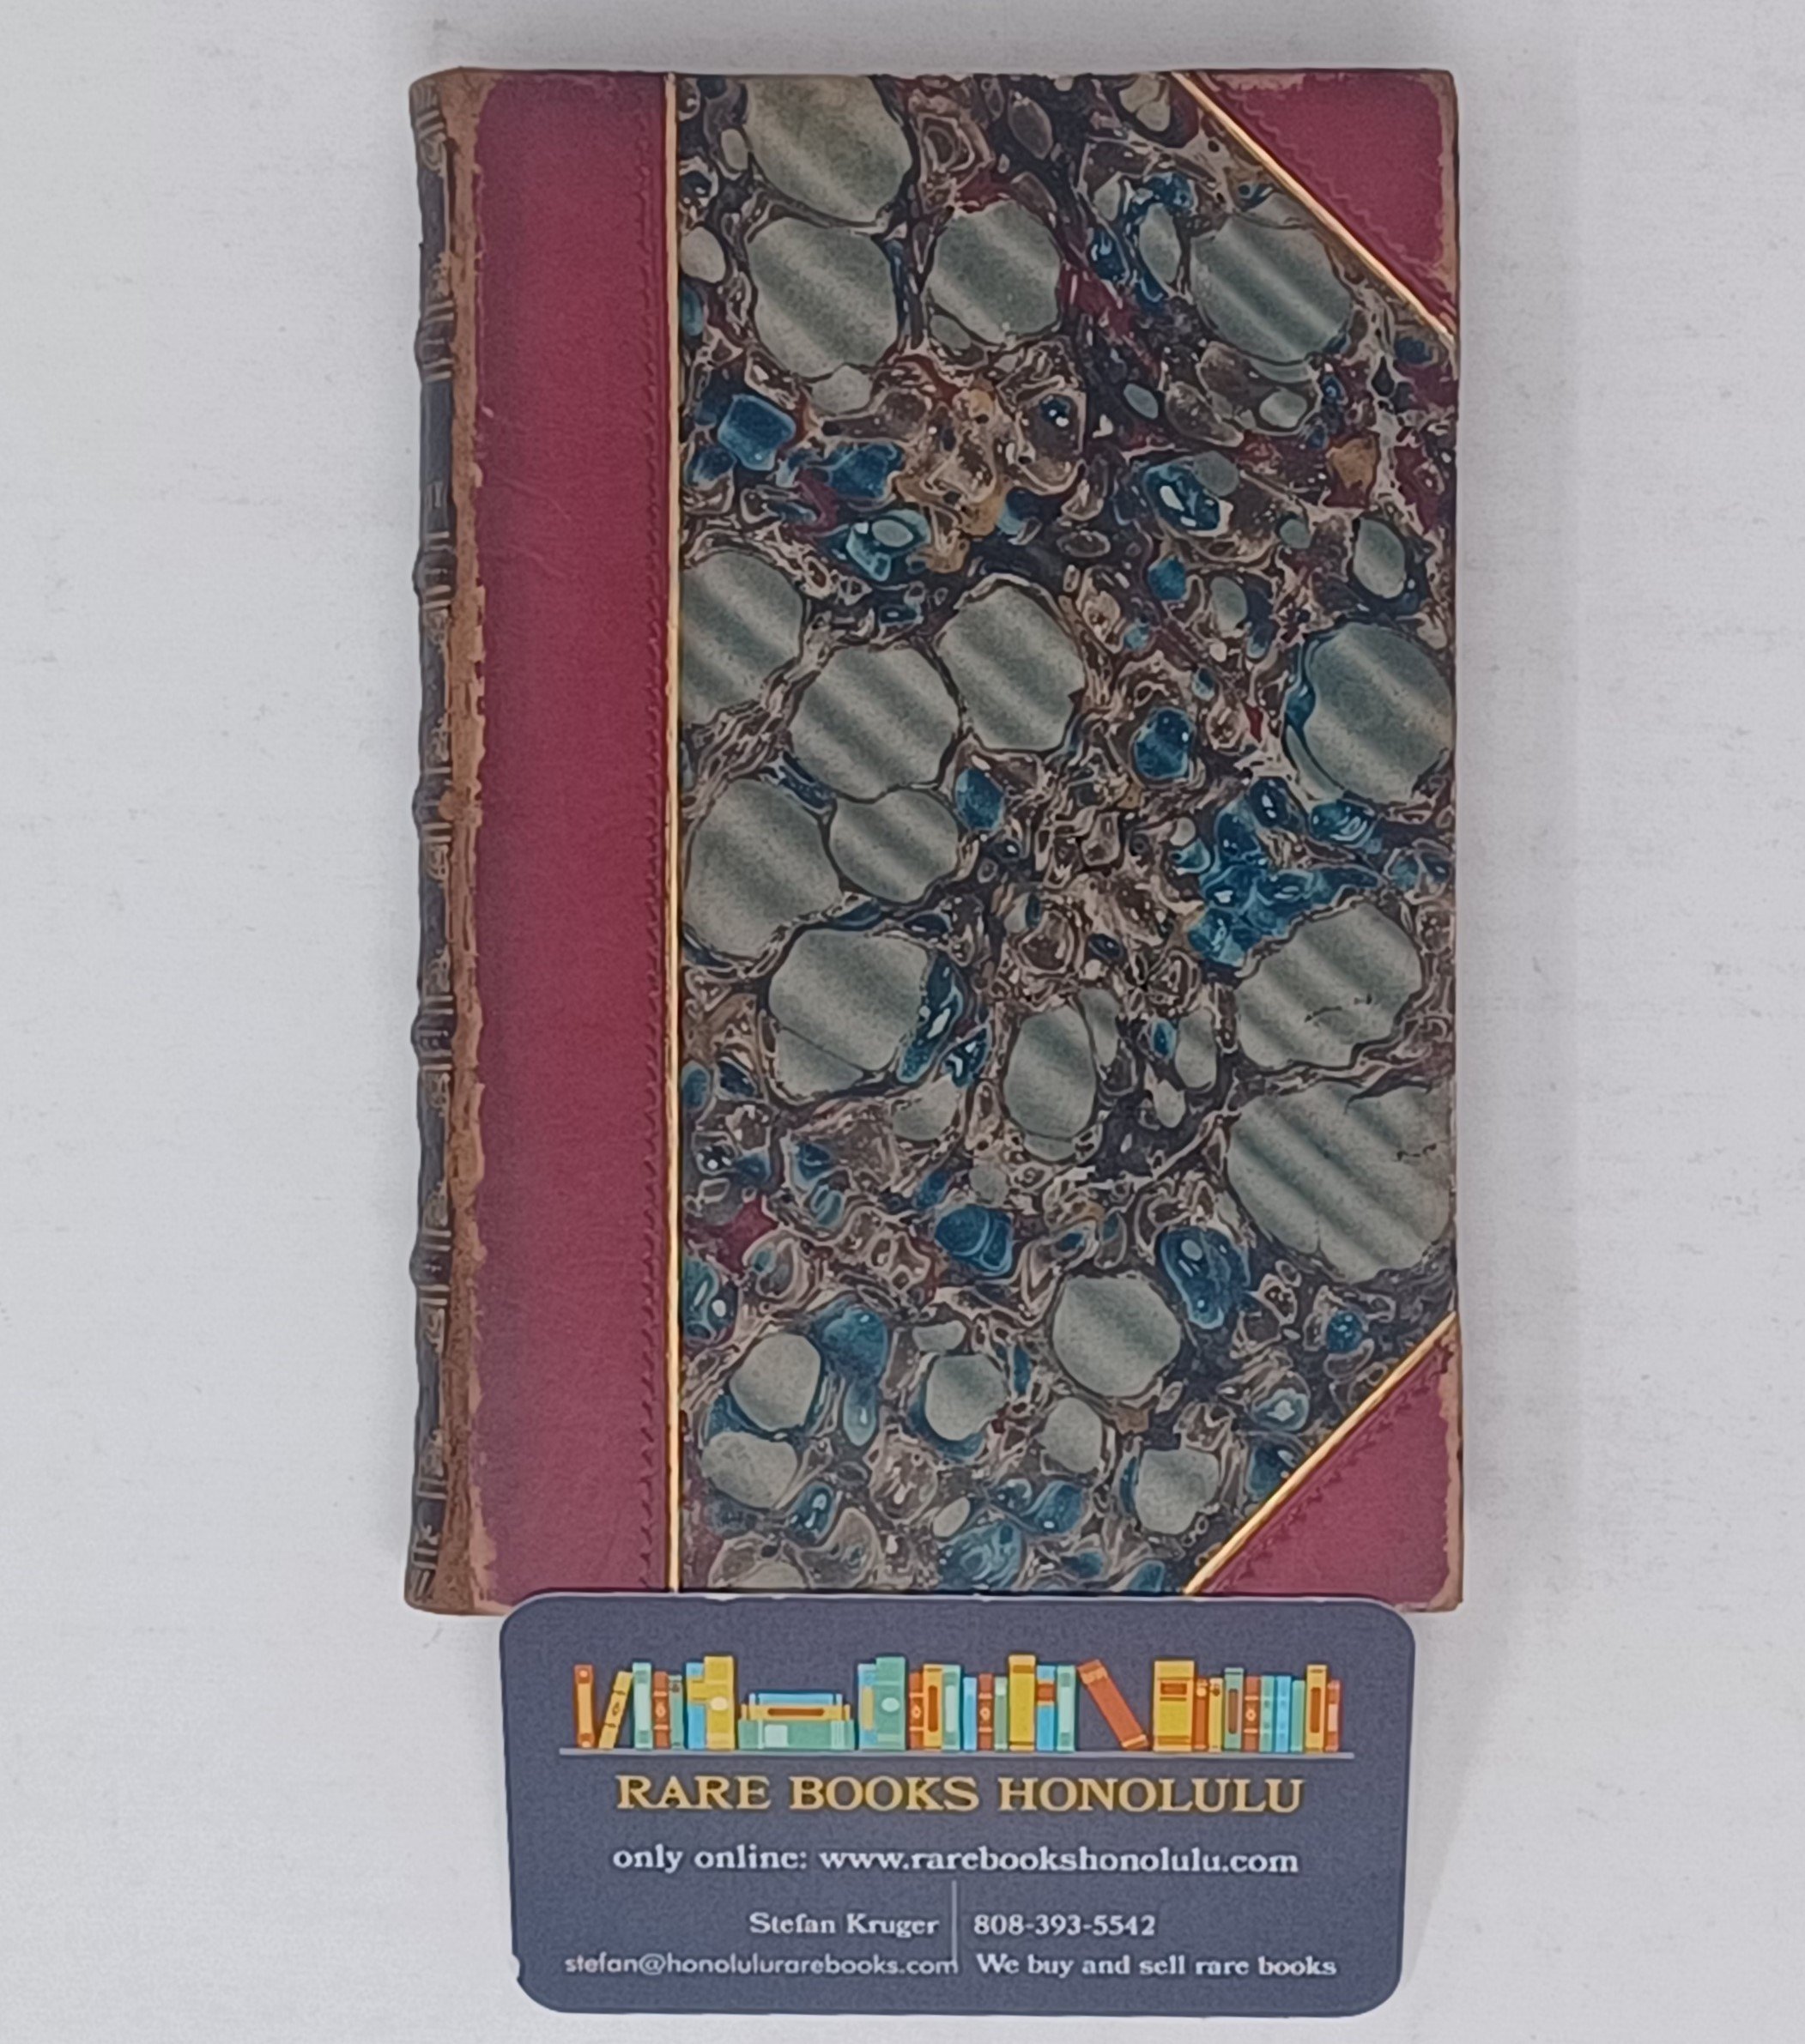 RARE BOOKS HONOLULU
only online: www.rarebookshonolulu.com
Stefan Kruger
808-393-5542
stefan@honolulurarebooks.com
We buy and sell rare books